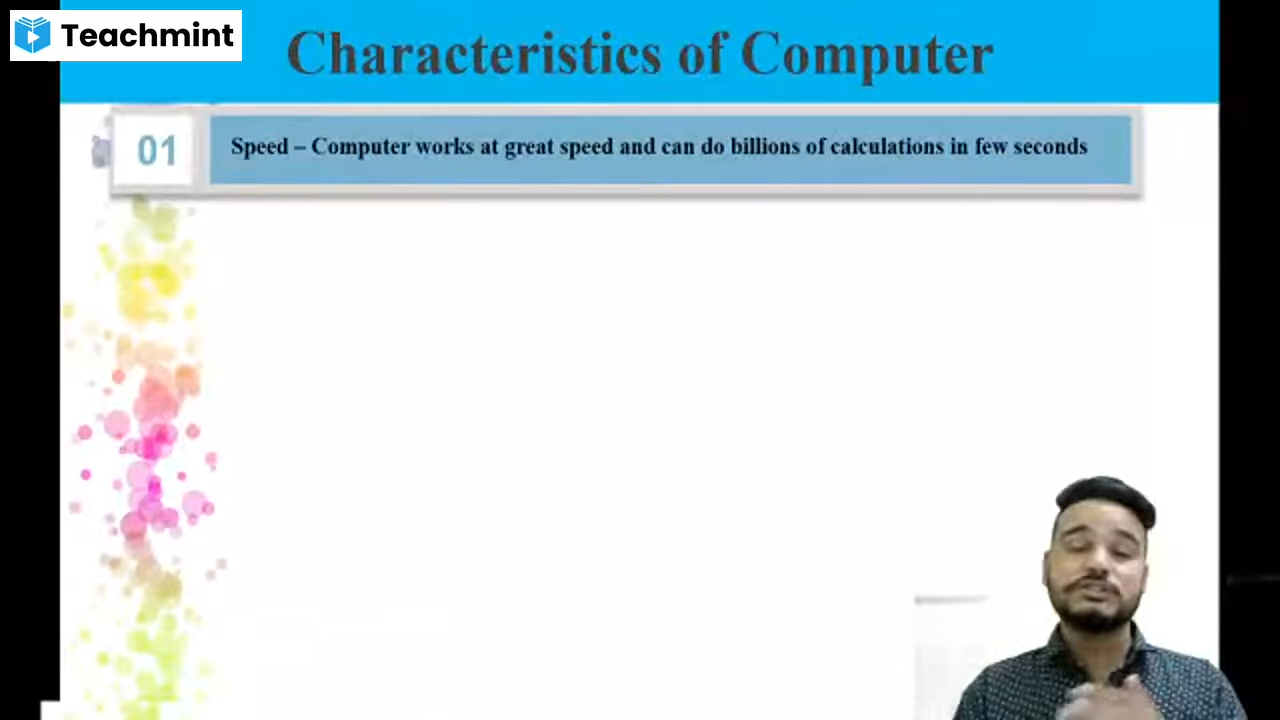 Teachmint
Characteristics of Computer
01
Speed – Computer works at great speed and can do billions of calculations in few seconds